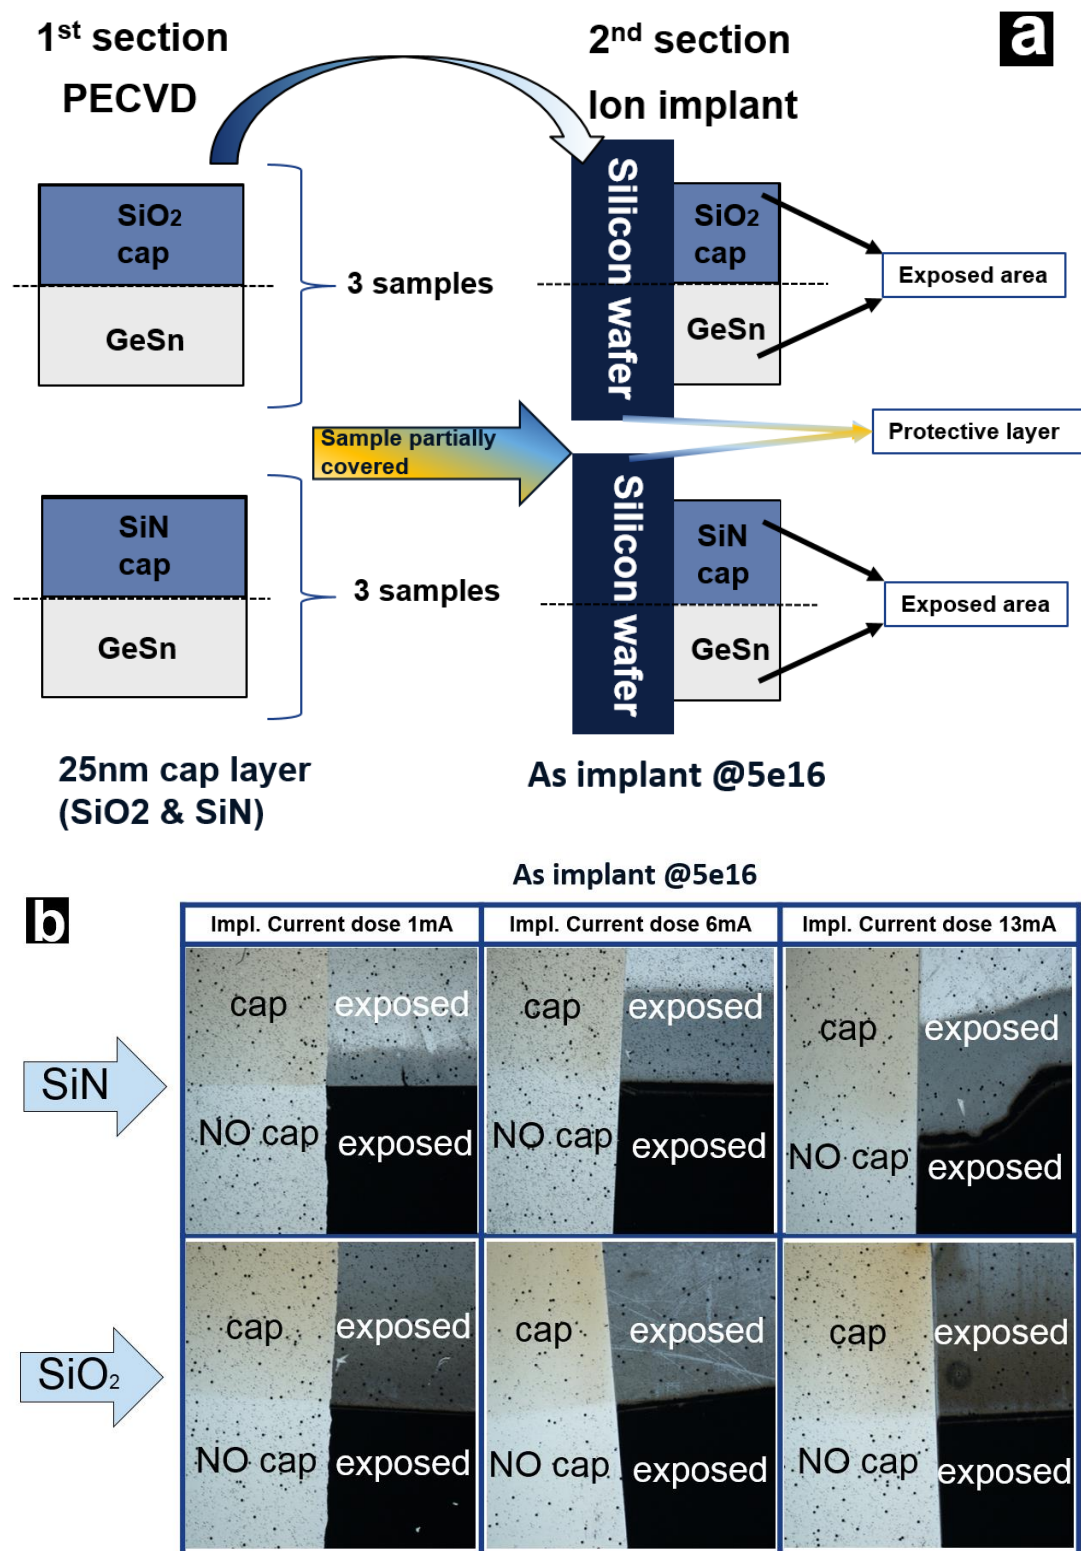 a
1st section
PECVD
2nd section
Ion implant
SiO2
cap
GeSn
3 samples
Silicon wafer
SiO2
cap
GeSn
Exposed area
Sample partially
covered
Protective layer
SiN
cap
GeSn
3 samples
Silicon wafer
SiN
cap
GeSn
Exposed area
25nm cap layer
(SiO2 & SiN)
As implant @5e16
b
As implant @5e16
Impl. Current dose 1mA
Impl. Current dose 6mA
Impl. Current dose 13mA
SiN
cap
exposed
NO cap
exposed
cap
exposed
NO cap
exposed
cap
exposed
NO cap
exposed
SiO2
cap
exposed
NO cap
exposed
cap
exposed
NO cap
exposed
cap
exposed
NO cap
exposed